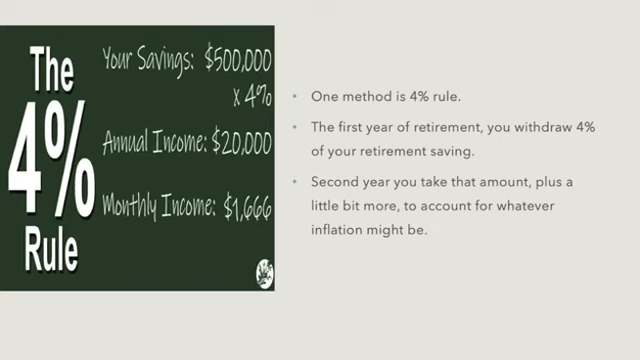 The
4%
Rule
Your Savings: $500,000
x 4%
Annual Income: $20,000
Monthly Income: $1,666
• One method is 4% rule.
• The first year of retirement, you withdraw 4%
of your retirement saving.
• Second year you take that amount, plus a
little bit more, to account for whatever
inflation might be.